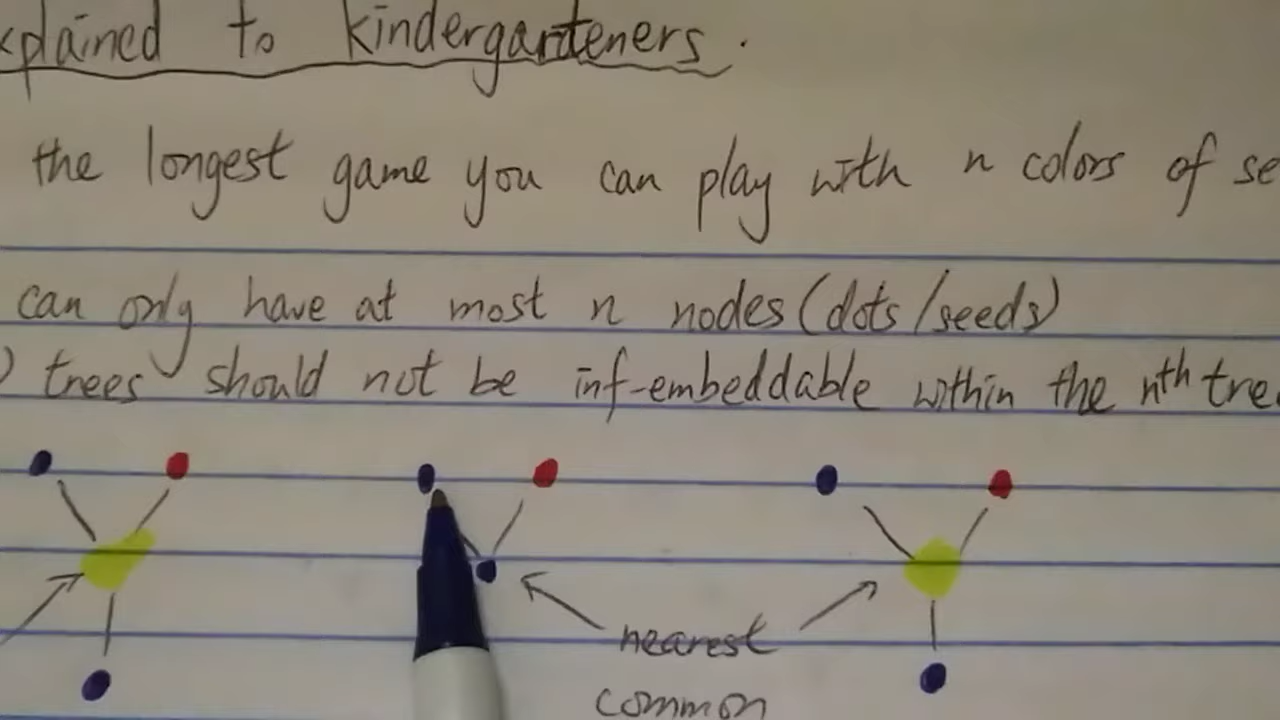 xplained to kindergarteners.
the longest game you can play with n colors of se
can only have at most n nodes (dots/seeds)
) trees should not be inf-embeddable within the nth tree
nearest
common